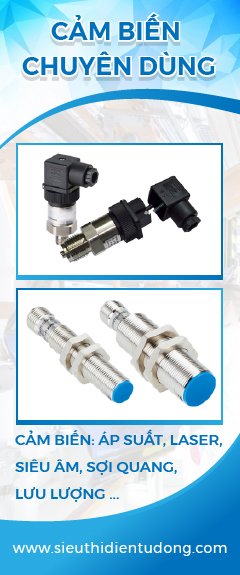 CẢM BIẾN
CHUYÊN DÙNG
CẢM BIẾN: ÁP SUẤT, LASER,
SIÊU ÂM, SỢI QUANG,
LƯU LƯỢNG ...
www.sieuthidientudong.com